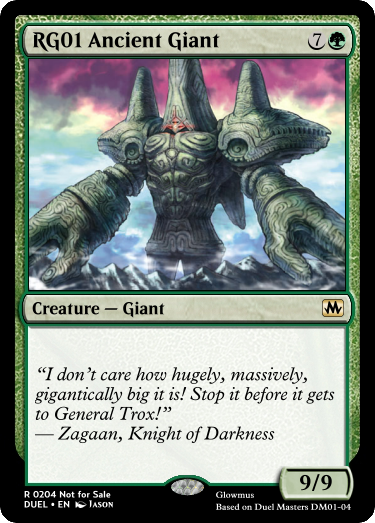 RG01 Ancient Giant 7
Creature — Giant M
“I don't care how hugely, massively,
gigantically big it is! Stop it before it gets
to General Trox!”
— Zagaan, Knight of Darkness
9/9
R 0204 Not for Sale
DUEL • EN Jason
Glowmus
Based on Duel Masters DM01-04